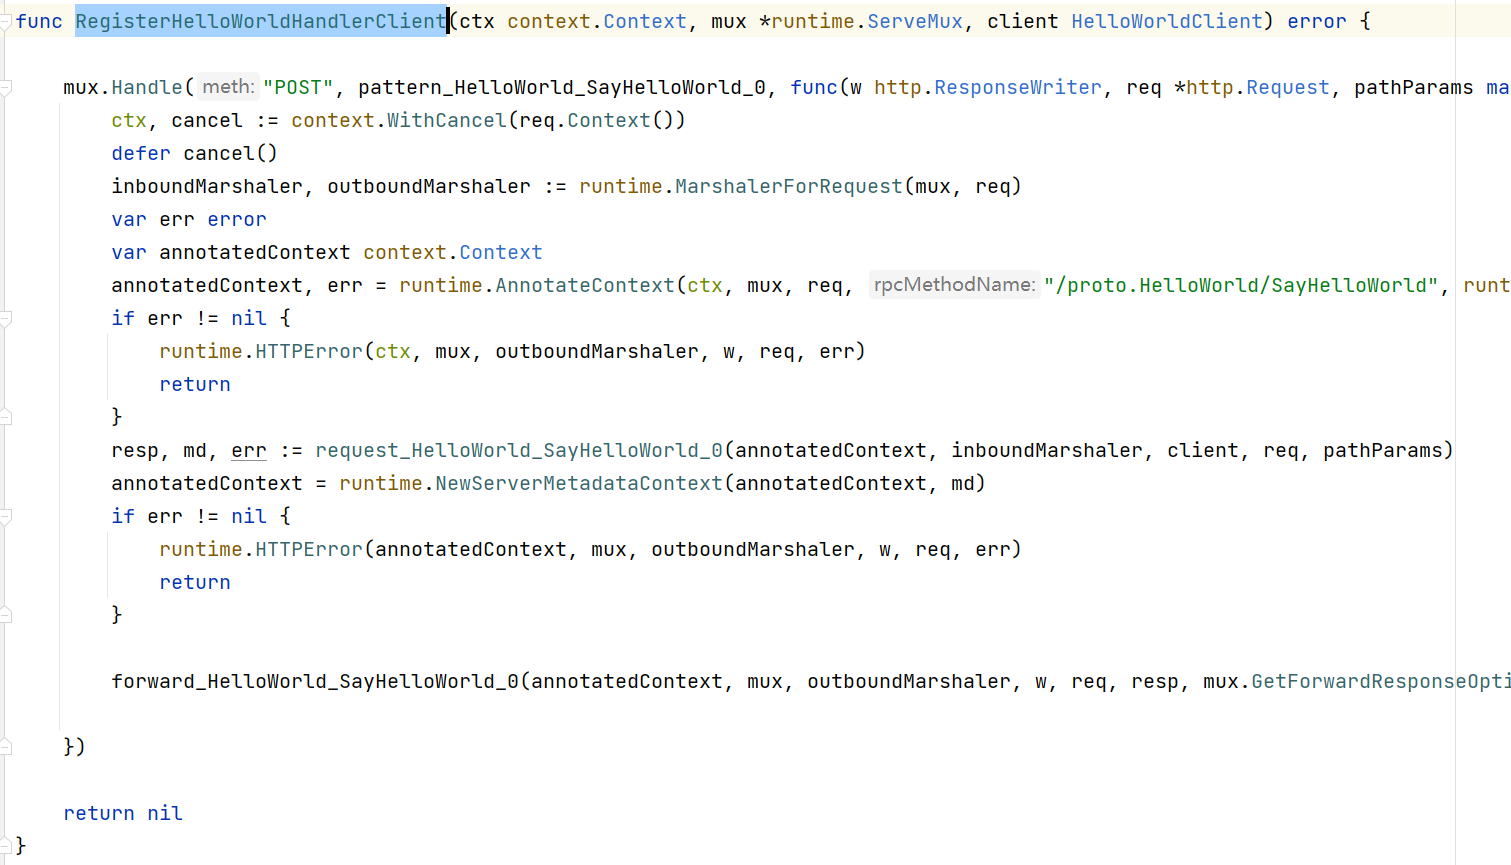 func RegisterHelloWorldHandlerClient(ctx context.Context, mux *runtime.ServeMux, client HelloWorldClient) error {
mux.Handle( meth: "POST", pattern_HelloWorld_SayHelloWorld_0, func(w http.ResponseWriter, req *http.Request, pathParams ma
ctx, cancel := context.WithCancel(req.Context())
defer cancel()
inboundMarshaler, outboundMarshaler := runtime.MarshalerForRequest(mux, req)
var err error
var annotatedContext context.Context
annotatedContext, err = runtime.AnnotateContext(ctx, mux, req, rpcMethodName: "/proto.HelloWorld/SayHelloWorld", runt
if err != nil {
runtime.HTTPError(ctx, mux, outboundMarshaler, w, req, err)
return
}
resp, md, err := request_HelloWorld_SayHelloWorld_0(annotatedContext, inboundMarshaler, client, req, pathParams)
annotatedContext = runtime.NewServerMetadataContext(annotatedContext, md)
if err != nil {
runtime.HTTPError(annotatedContext, mux, outboundMarshaler, w, req, err)
return
}
forward_HelloWorld_SayHelloWorld_0(annotatedContext, mux, outboundMarshaler, w, req, resp, mux.GetForwardResponseOpti
})
return nil
}